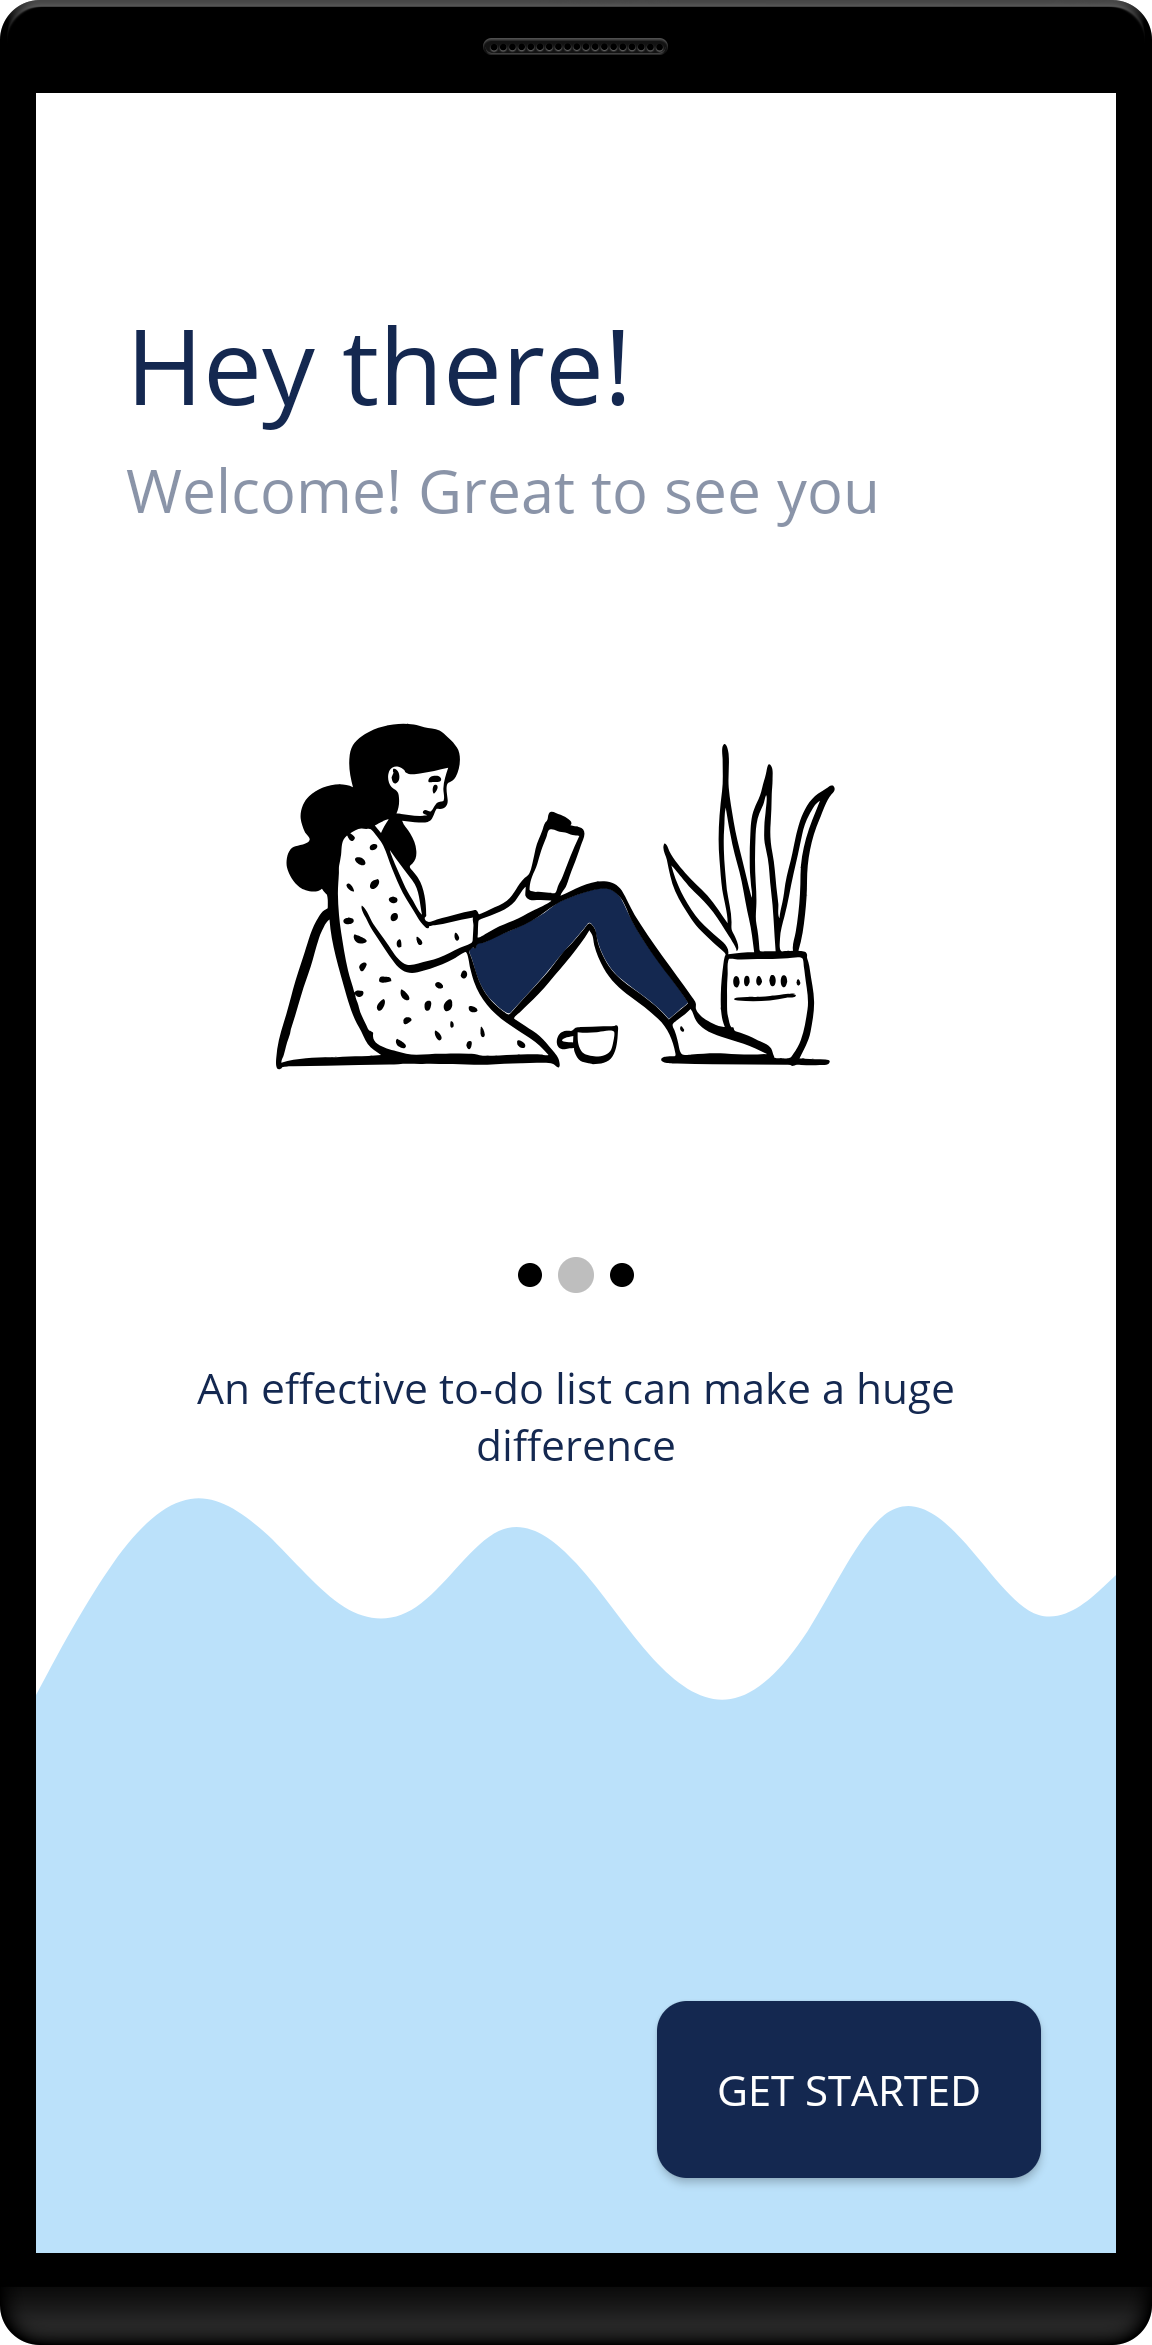 Hey there!
Welcome! Great to see you
An effective to-do list can make a huge
difference
GET STARTED